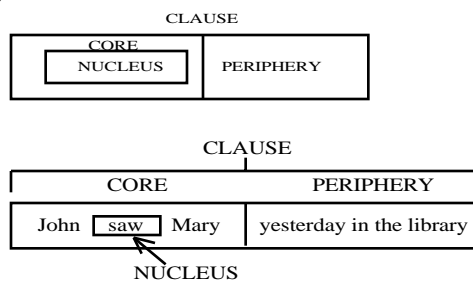 CLAUSE
CORE
NUCLEUS PERIPHERY
CLAUSE
CORE PERIPHERY
John saw Mary yesterday in the library
NUCLEUS